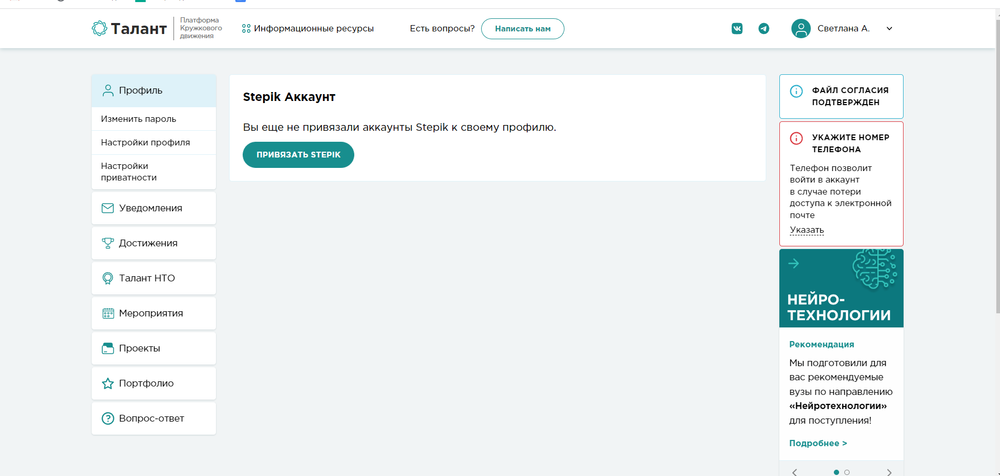 Талант
Платформа
Кружкового
движения
Информационные ресурсы
Есть вопросы?
Написать нам
Светлана А.
Профиль
Изменить пароль
Настройки профиля
Настройки
приватности
Уведомления
Достижения
Талант НТО
Мероприятия
Проекты
Портфолио
Вопрос-ответ
Stepik Аккаунт
Вы еще не привязали аккаунты Stepik к своему профилю.
ПРИВЯЗАТЬ STEPIK
ФАЙЛ СОГЛАСИЯ
ПОДТВЕРЖДЕН
УКАЖИТЕ НОМЕР
ТЕЛЕФОНА
Телефон позволит
войти в аккаунт
в случае потери
доступа к электронной
почте
Указать
НЕЙРО-
ТЕХНОЛОГИИ
Рекомендация
Мы подготовили для
вас рекомендуемые
вузы по направлению
«Нейротехнологии»
для поступления!
Подробнее >